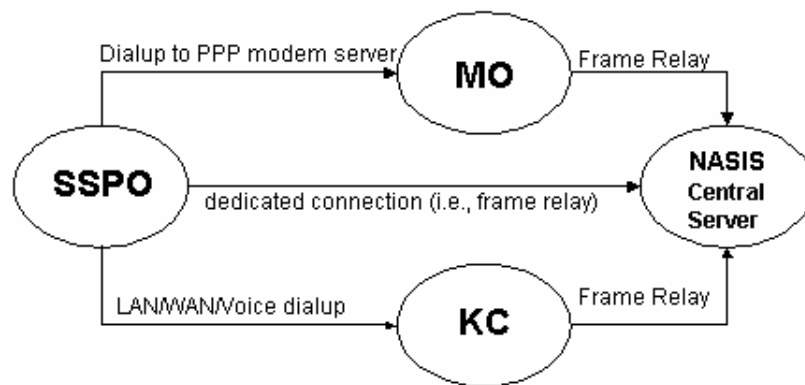 Dialup to PPP modem server
MO
Frame Relay
SSPO
dedicated connection (i.e., frame relay)
NASIS
Central
Server
LAN/WAN/Voice dialup
KC
Frame Relay